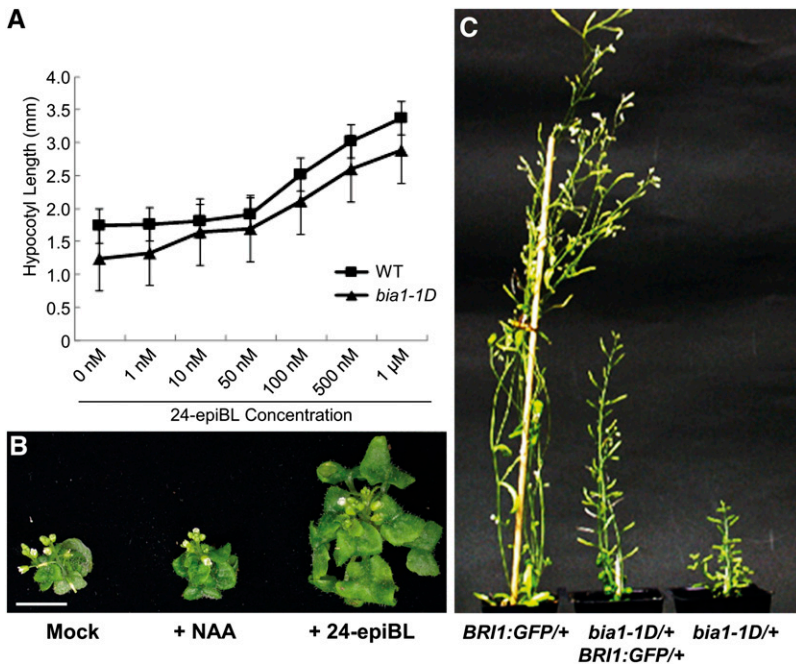 A
Hypocotyl Length (mm)
4.0
3.5
3.0
2.5
2.0
1.5
1.0
0.5
0
WT
bia1-1D
0 nM
1 nM
10 nM
50 nM
100 nM
500 nM
1 µM
24-epiBL Concentration
B
Mock
+ NAA
+ 24-epiBL
C
BRI1:GFP/+
bia1-1D/+
BRI1:GFP/+
bia1-1D/+